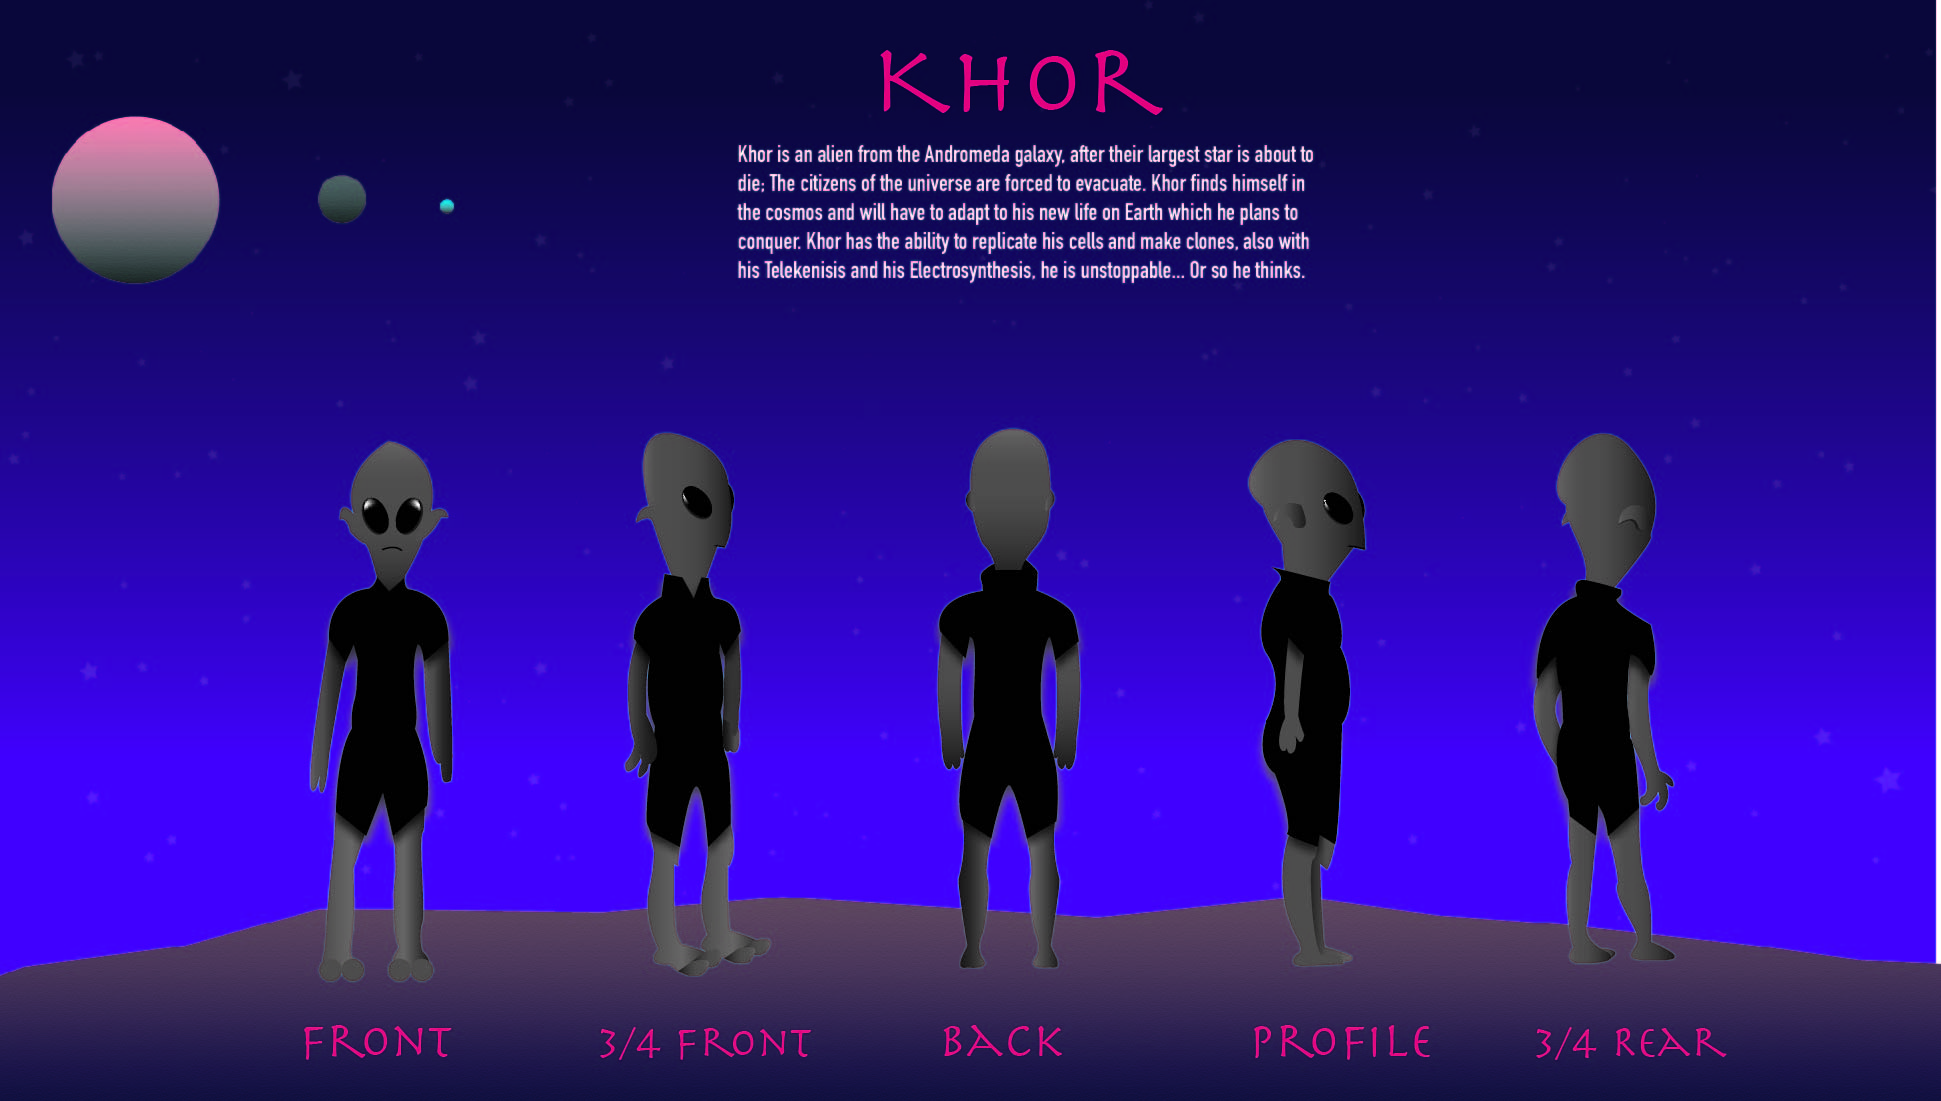 KHOR
Khor is an alien from the Andromeda galaxy, after their largest star is about to
die; The citizens of the universe are forced to evacuate. Khor finds himself in
the cosmos and will have to adapt to his new life on Earth which he plans to
conquer. Khor has the ability to replicate his cells and make clones, also with
his Telekenisis and his Electrosynthesis, he is unstoppable... Or so he thinks.
FRONT
3/4 FRONT
BACK
PROFILE
3/4 REAR